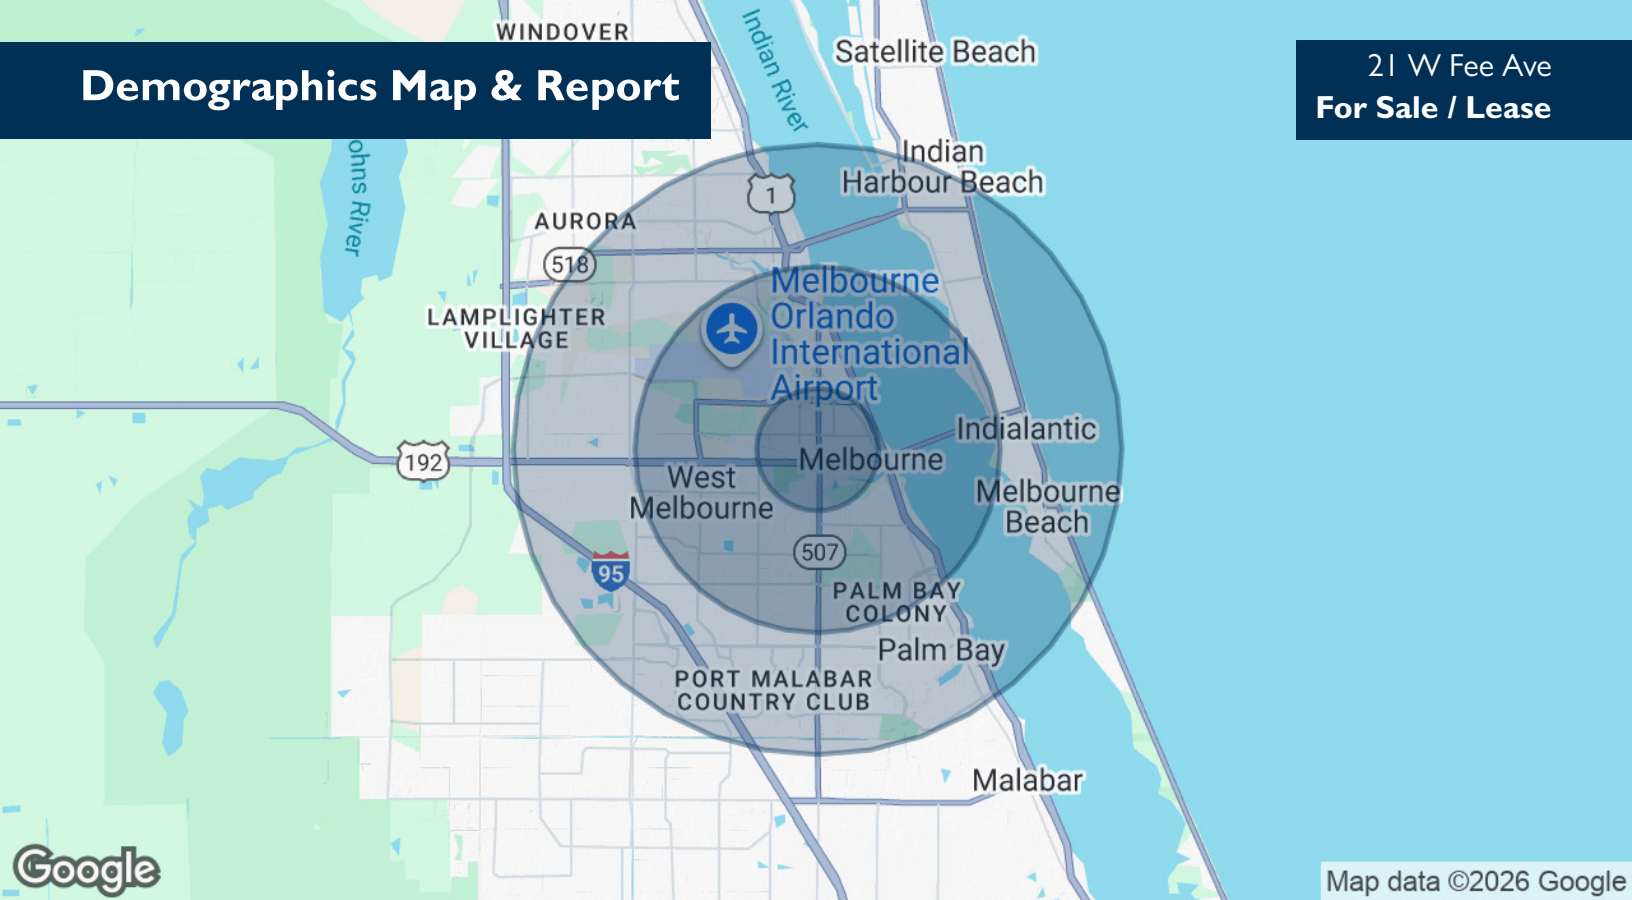 WINDOVER
Demographics Map & Report
Indian River
Satellite Beach
21 W Fee Ave
For Sale / Lease
ohns River
Indian
Harbour Beach
1
AURORA
518
Melbourne
Orlando
International
Airport
LAMPLIGHTER
VILLAGE
Indialantic
192
Melbourne
West
Melbourne
Melbourne
Beach
507
95
PALM BAY
COLONY
Palm Bay
PORT MALABAR
COUNTRY CLUB
Malabar
Google
Map data ©2026 Google